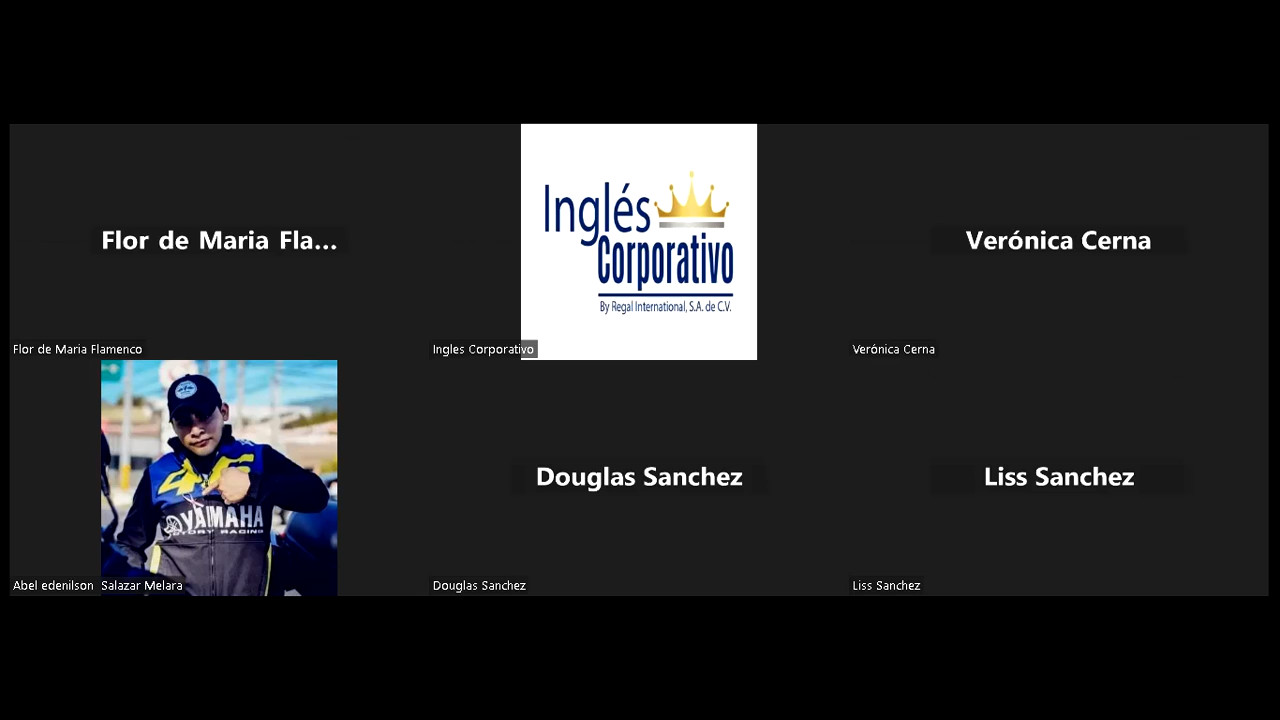 Flor de Maria Fla...
Flor de Maria Flamenco
Inglés
Corporativo
By Regal International, S.A. de C.V.
Ingles Corporativo
Verónica Cerna
Verónica Cerna
YAMAHA
Abel edenilson Salazar Melara
Douglas Sanchez
Douglas Sanchez
Liss Sanchez
Liss Sanchez